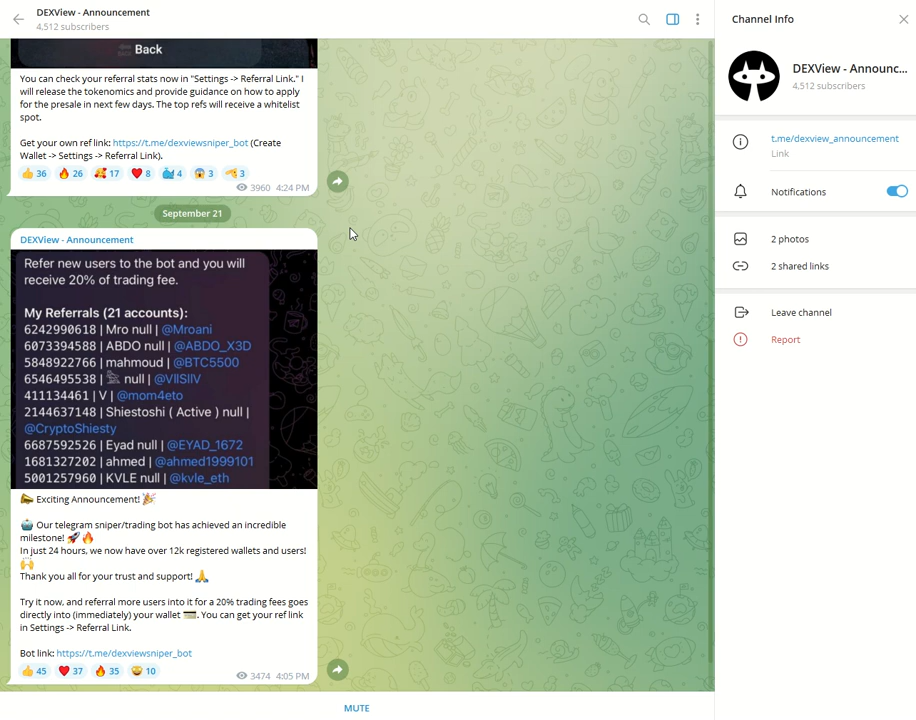 DEXView - Announcement
4,512 subscribers
Back
You can check your referral stats now in "Settings -> Referral Link." I
will release the tokenomics and provide guidance on how to apply
for the presale in next few days. The top refs will receive a whitelist
spot.
Get your own ref link: https://t.me/dexviewsniper_bot (Create
Wallet -> Settings -> Referral Link).
👍 36 🔥 26 🥰 17 ❤️ 8 🐳 4 😱 3 3
3960 4:24 PM
September 21
DEXView - Announcement
Refer new users to the bot and you will
receive 20% of trading fee.
My Referrals (21 accounts):
6242990618 | Mro null | @Mroani
6073394588 | ABDO null | @ABDO_X3D
5848922766 | mahmoud | @BTC5500
6546495538 | null | @VIlSlIV
411134461 | V | @mom4eto
2144637148 | Shiestoshi ( Active ) null |
@CryptoShiesty
6687592526 | Eyad null | @EYAD_1672
1681327202 | ahmed | @ahmed1999101
5001257960 | KVLE null | @kvle_eth
📣 Exciting Announcement! 🎉
🤖 Our telegram sniper/trading bot has achieved an incredible
milestone! 🚀🔥
In just 24 hours, we now have over 12k registered wallets and users!
🙌
Thank you all for your trust and support! 🙏
Try it now, and referral more users into it for a 20% trading fees goes
directly into (immediately) your wallet 💳. You can get your ref link
in Settings -> Referral Link.
Bot link: https://t.me/dexviewsniper_bot
👍 45 ❤️ 37 🔥 35 🤩 10
3474 4:05 PM
MUTE
Channel Info
DEXView - Announc...
4,512 subscribers
t.me/dexview_announcement
Link
Notifications
2 photos
2 shared links
Leave channel
Report